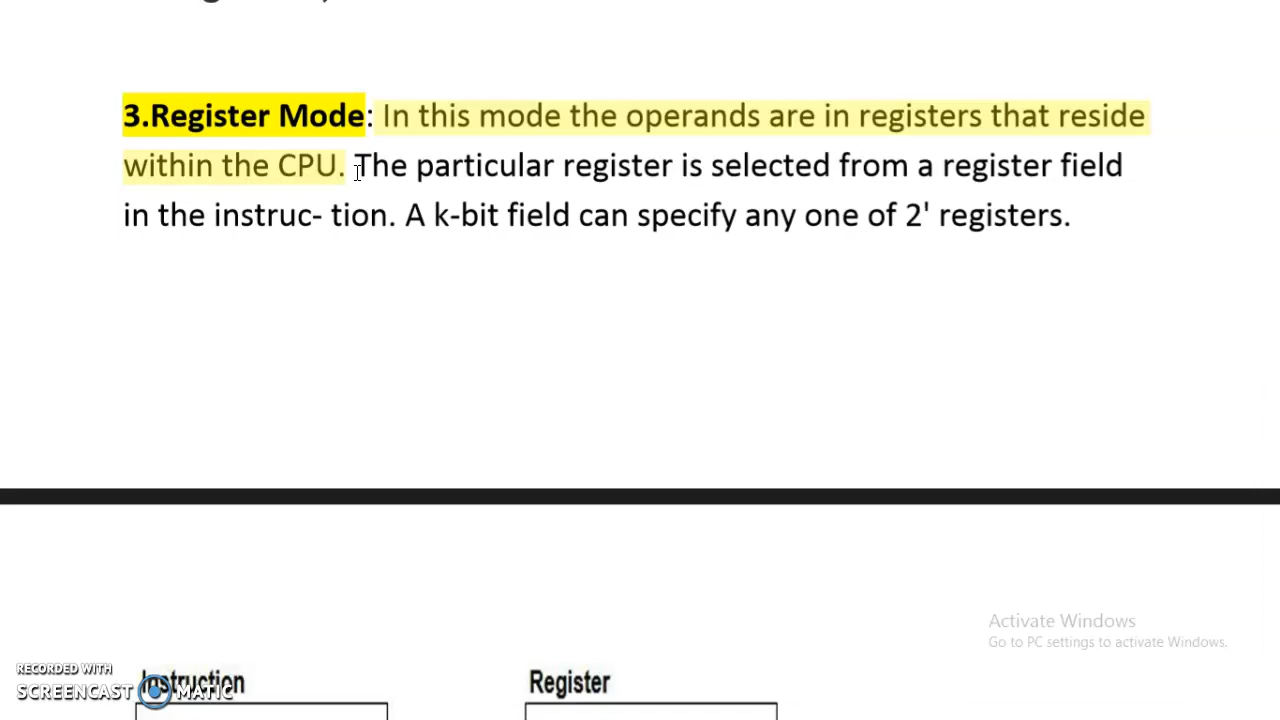 3.Register Mode: In this mode the operands are in registers that reside
within the CPU. The particular register is selected from a register field
in the instruc- tion. A k-bit field can specify any one of 2' registers.
Activate Windows
Go to PC settings to activate Windows.
RECORDED WITH
SCREENCAST MATIC
Instruction
Register